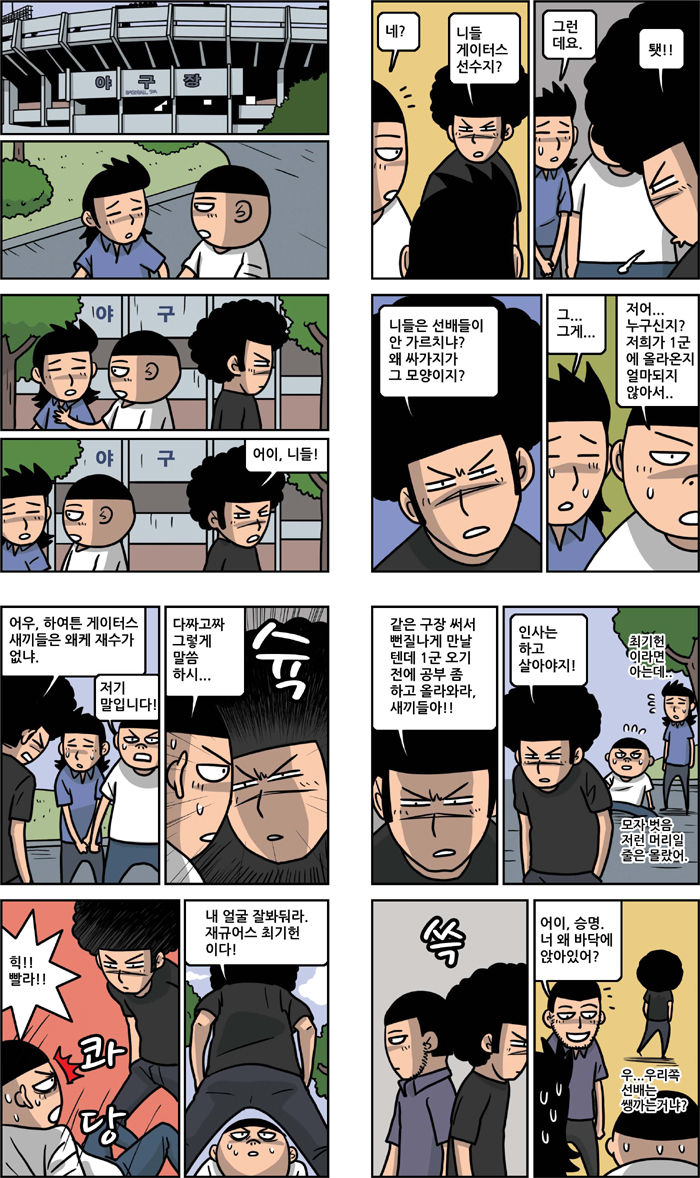 야 구 장
BASEBALL
야 구
야 구
어이, 니들!
네?
니들
게이터스
선수지?
그런
데요.
탯!!
니들은 선배들이
안 가르치냐?
왜 싸가지가
그 모양이지?
그...
그게...
저어...
누구신지?
저희가 1군
에 올라온지
얼마되지
않아서..
어우, 하여튼 게이터스
새끼들은 왜케 재수가
없냐.
저기
말입니다!
다짜고짜
그렇게
말씀
하시...
슉
힉!!
빨라!!
콰
당
내 얼굴 잘봐둬라.
재규어스 최기헌
이다!
같은 구장 써서
뻔질나게 만날
텐데 1군 오기
전에 공부 좀
하고 올라와라,
새끼들아!!
인사는
하고
살아야지!
최기헌
이라면
아는데..
모자 벗음
저런 머리일
줄은 몰랐어.
쓱
어이, 승명.
너 왜 바닥에
앉아있어?
우...우리쪽
선배는
쌩까는거냐?